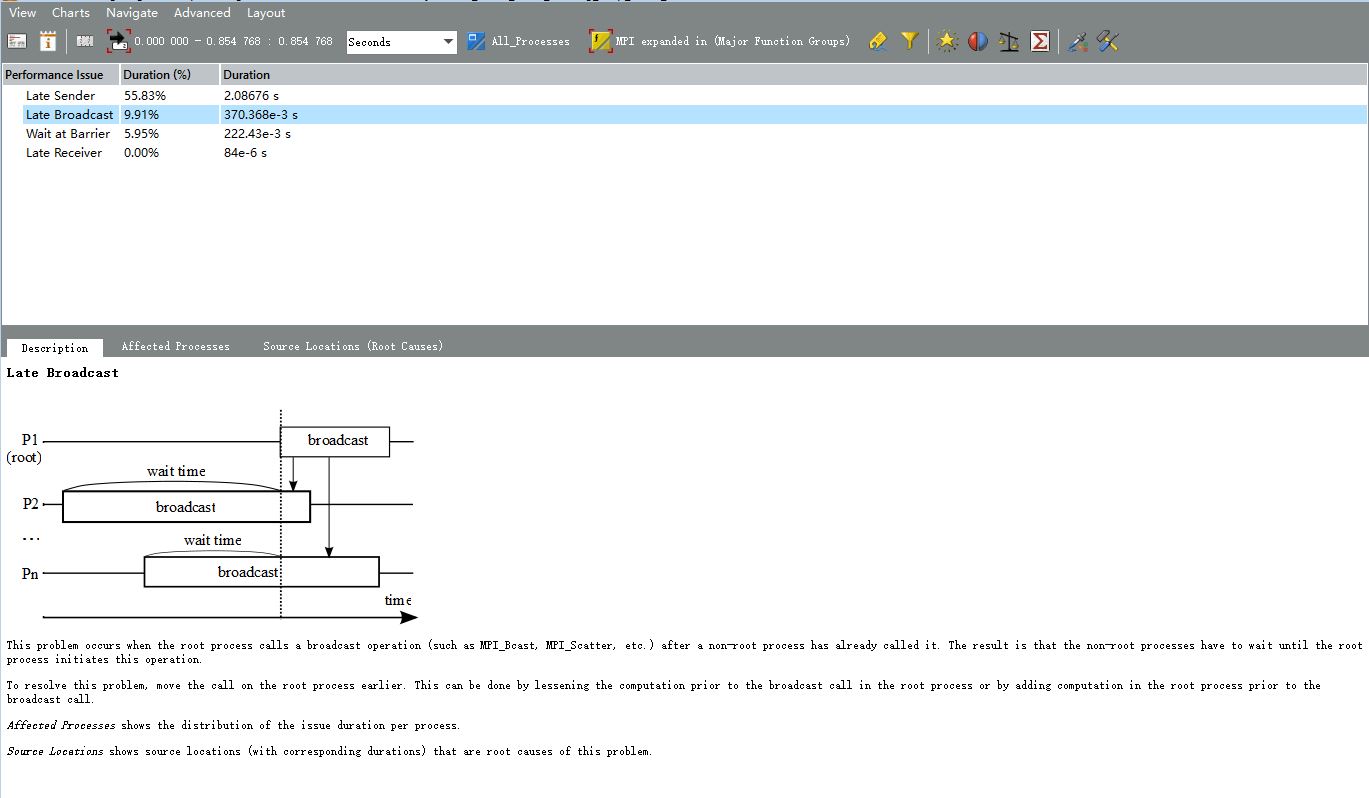 View Charts Navigate Advanced Layout
0.000 000 - 0.854 768 : 0.854 768 Seconds All_Processes MPI expanded in (Major Function Groups)
Performance Issue Duration (%) Duration
Late Sender 55.83% 2.08676 s
Late Broadcast 9.91% 370.368e-3 s
Wait at Barrier 5.95% 222.43e-3 s
Late Receiver 0.00% 84e-6 s
Description Affected Processes Source Locations (Root Causes)
Late Broadcast
P1 broadcast
(root)
wait time
P2 broadcast
...
wait time
Pn broadcast
time
This problem occurs when the root process calls a broadcast operation (such as MPI_Bcast, MPI_Scatter, etc.) after a non-root process has already called it. The result is that the non-root processes have to wait until the root
process initiates this operation.
To resolve this problem, move the call on the root process earlier. This can be done by lessening the computation prior to the broadcast call in the root process or by adding computation in the root process prior to the
broadcast call.
Affected Processes shows the distribution of the issue duration per process.
Source Locations shows source locations (with corresponding durations) that are root causes of this problem.